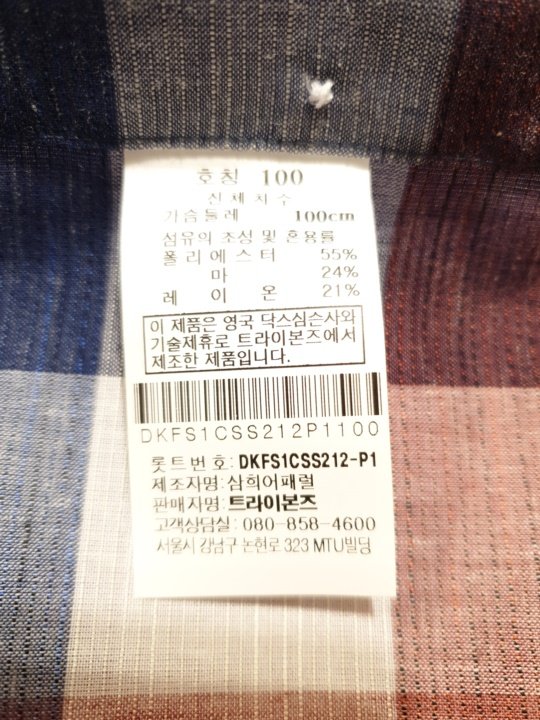 호칭 100
신체치수
가슴둘레 100cm
섬유의 조성 및 혼용률
폴리에스터 55%
마 24%
레이온 21%
이 제품은 영국 닥스심슨사와
기술제휴로 트라이본즈에서
제조한 제품입니다.
DKFS1CSS212P1100
롯트번호: DKFS1CSS212-P1
제조자명: 삼희어패럴
판매자명: 트라이본즈
고객상담실: 080-858-4600
서울시 강남구 논현로 323 MTU빌딩